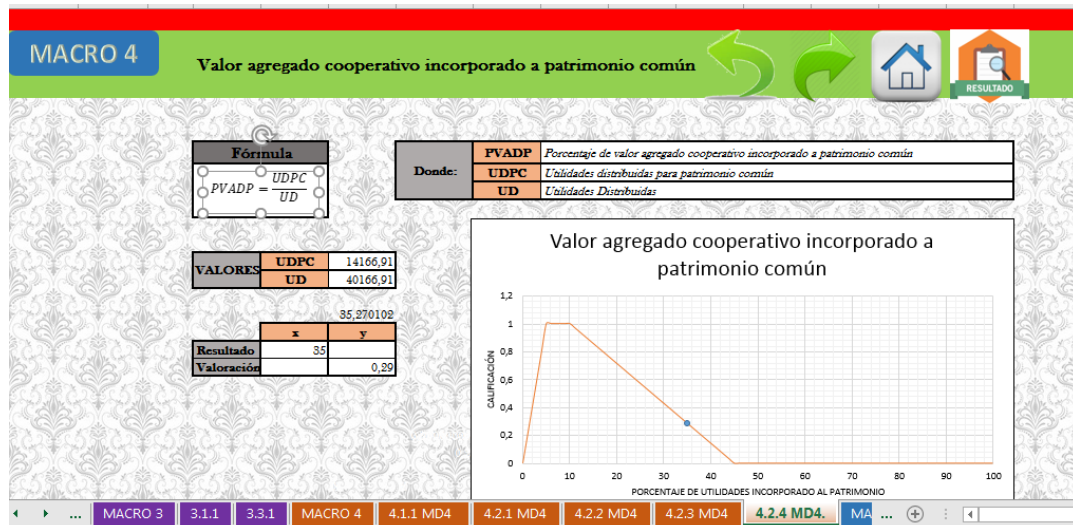 MACRO 4
Valor agregado cooperativo incorporado a patrimonio común
RESULTADO
Fórmula
PVADP = UDPC
UD
Donde:
PVADP Porcentaje de valor agregado cooperativo incorporado a patrimonio común
UDPC Utilidades distribuidas para patrimonio común
UD Utilidades Distribuidas
VALORES
UDPC 14166,91
UD 40166,91
35,270102
x y
Resultado 35
Valoración 0,29
Valor agregado cooperativo incorporado a
patrimonio común
1,2
1
0,8
0,6
0,4
0,2
0
CALIFICACIÓN
0 10 20 30 40 50 60 70 80 90 100
PORCENTAJE DE UTILIDADES INCORPORADO AL PATRIMONIO
... MACRO 3 3.1.1 3.3.1 MACRO 4 4.1.1 MD4 4.2.1 MD4 4.2.2 MD4 4.2.3 MD4 4.2.4 MD4. MA ...